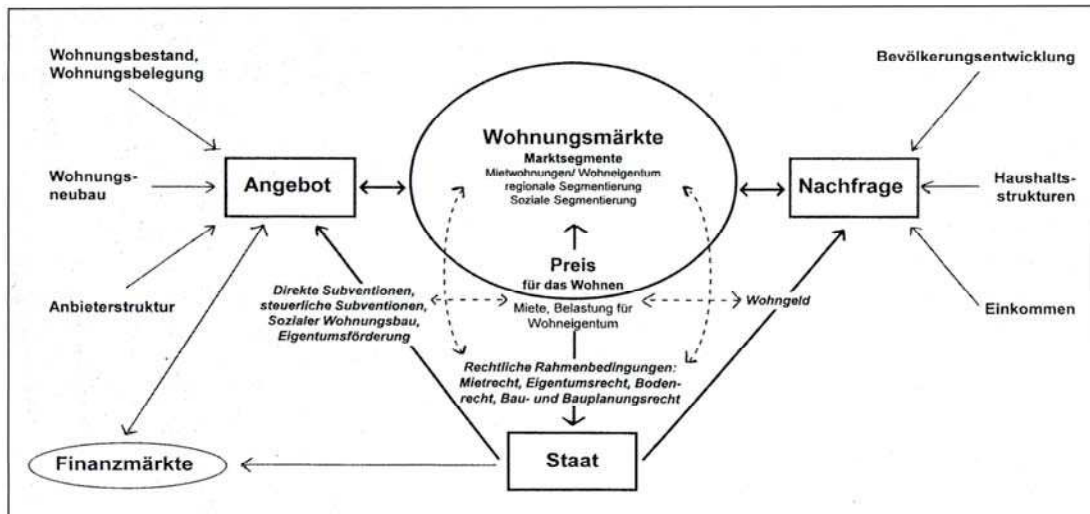 Wohnungsbestand,
Wohnungsbelegung
Bevölkerungsentwicklung
Wohnungsmärkte
Marktsegmente
Mietwohnungen/ Wohneigentum
regionale Segmentierung
Soziale Segmentierung
Wohnungs-
neubau
Angebot
Nachfrage
Haushalts-
strukturen
Preis
für das Wohnen
Anbieterstruktur
Direkte Subventionen,
steuerliche Subventionen,
Sozialer Wohnungsbau,
Eigentumsförderung
Miete, Belastung für
Wohneigentum
Wohngeld
Einkommen
Rechtliche Rahmenbedingungen:
Mietrecht, Eigentumsrecht, Boden-
recht, Bau- und Bauplanungsrecht
Finanzmärkte
Staat